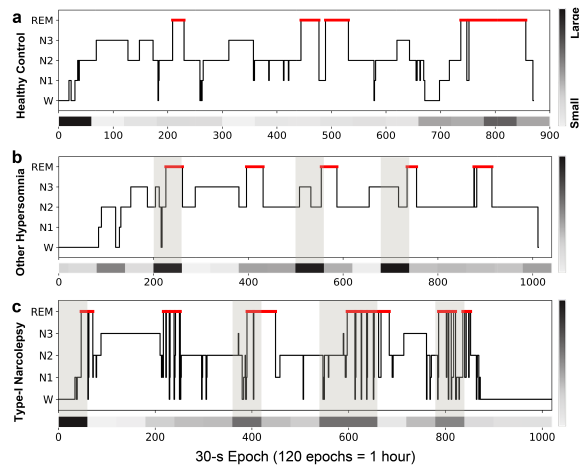 a
Healthy Control
REM
N3
N2
N1
W
0 100 200 300 400 500 600 700 800 900
Large
Small
b
Other Hypersomnia
REM
N3
N2
N1
W
0 200 400 600 800 1000
c
Type-I Narcolepsy
REM
N3
N2
N1
W
0 200 400 600 800 1000
30-s Epoch (120 epochs = 1 hour)